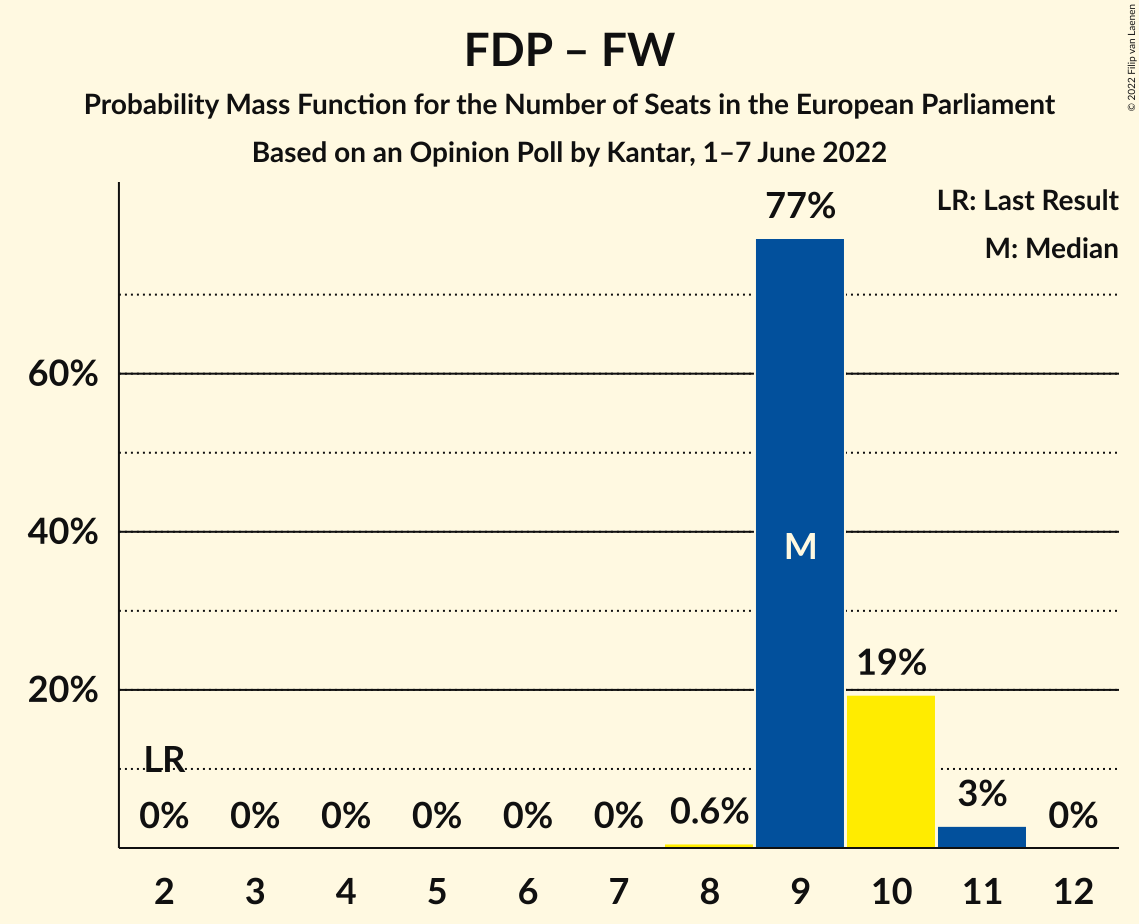 FDP – FW
Probability Mass Function for the Number of Seats in the European Parliament
Based on an Opinion Poll by Kantar, 1–7 June 2022
© 2022 Filip van Laenen
LR: Last Result
M: Median
77%
60%
40%
M
19%
20%
LR
0% 0% 0% 0% 0% 0% 0.6% 3% 0%
2 3 4 5 6 7 8 9 10 11 12